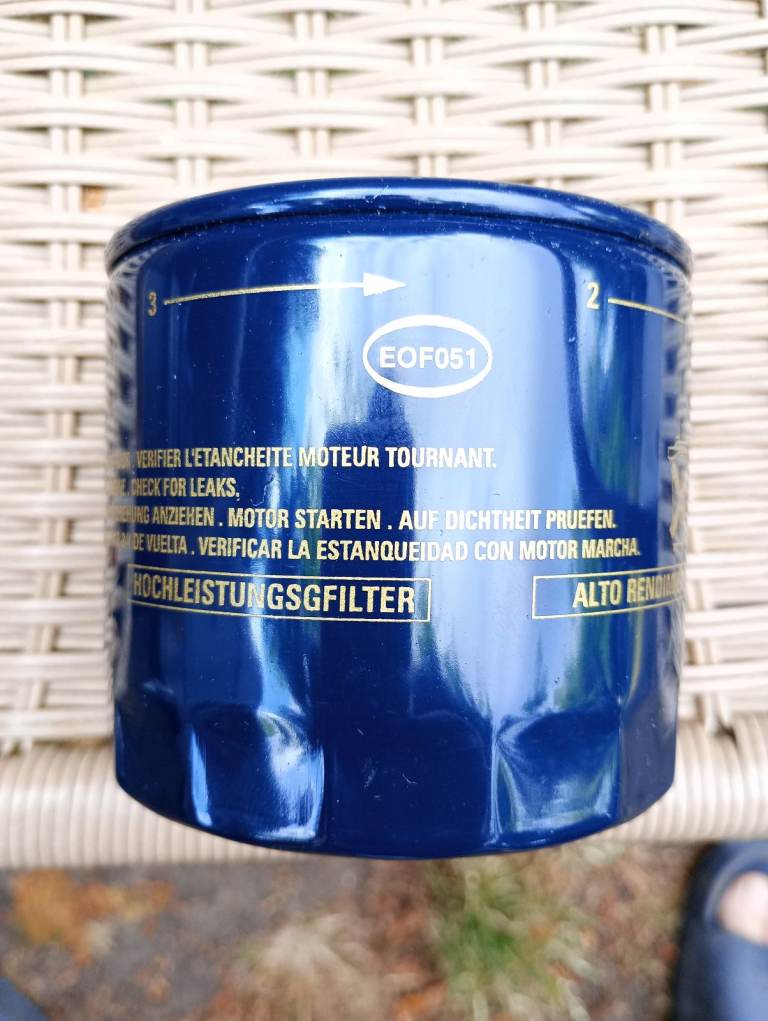 3 2
EOF051
. VERIFIER L'ETANCHEITE MOTEUR TOURNANT.
. CHECK FOR LEAKS,
ANZIEHEN . MOTOR STARTEN . AUF DICHTHEIT PRUEFEN.
DE VUELTA . VERIFICAR LA ESTANQUEIDAD CON MOTOR MARCHA.
HOCHLEISTUNGSGFILTER ALTO